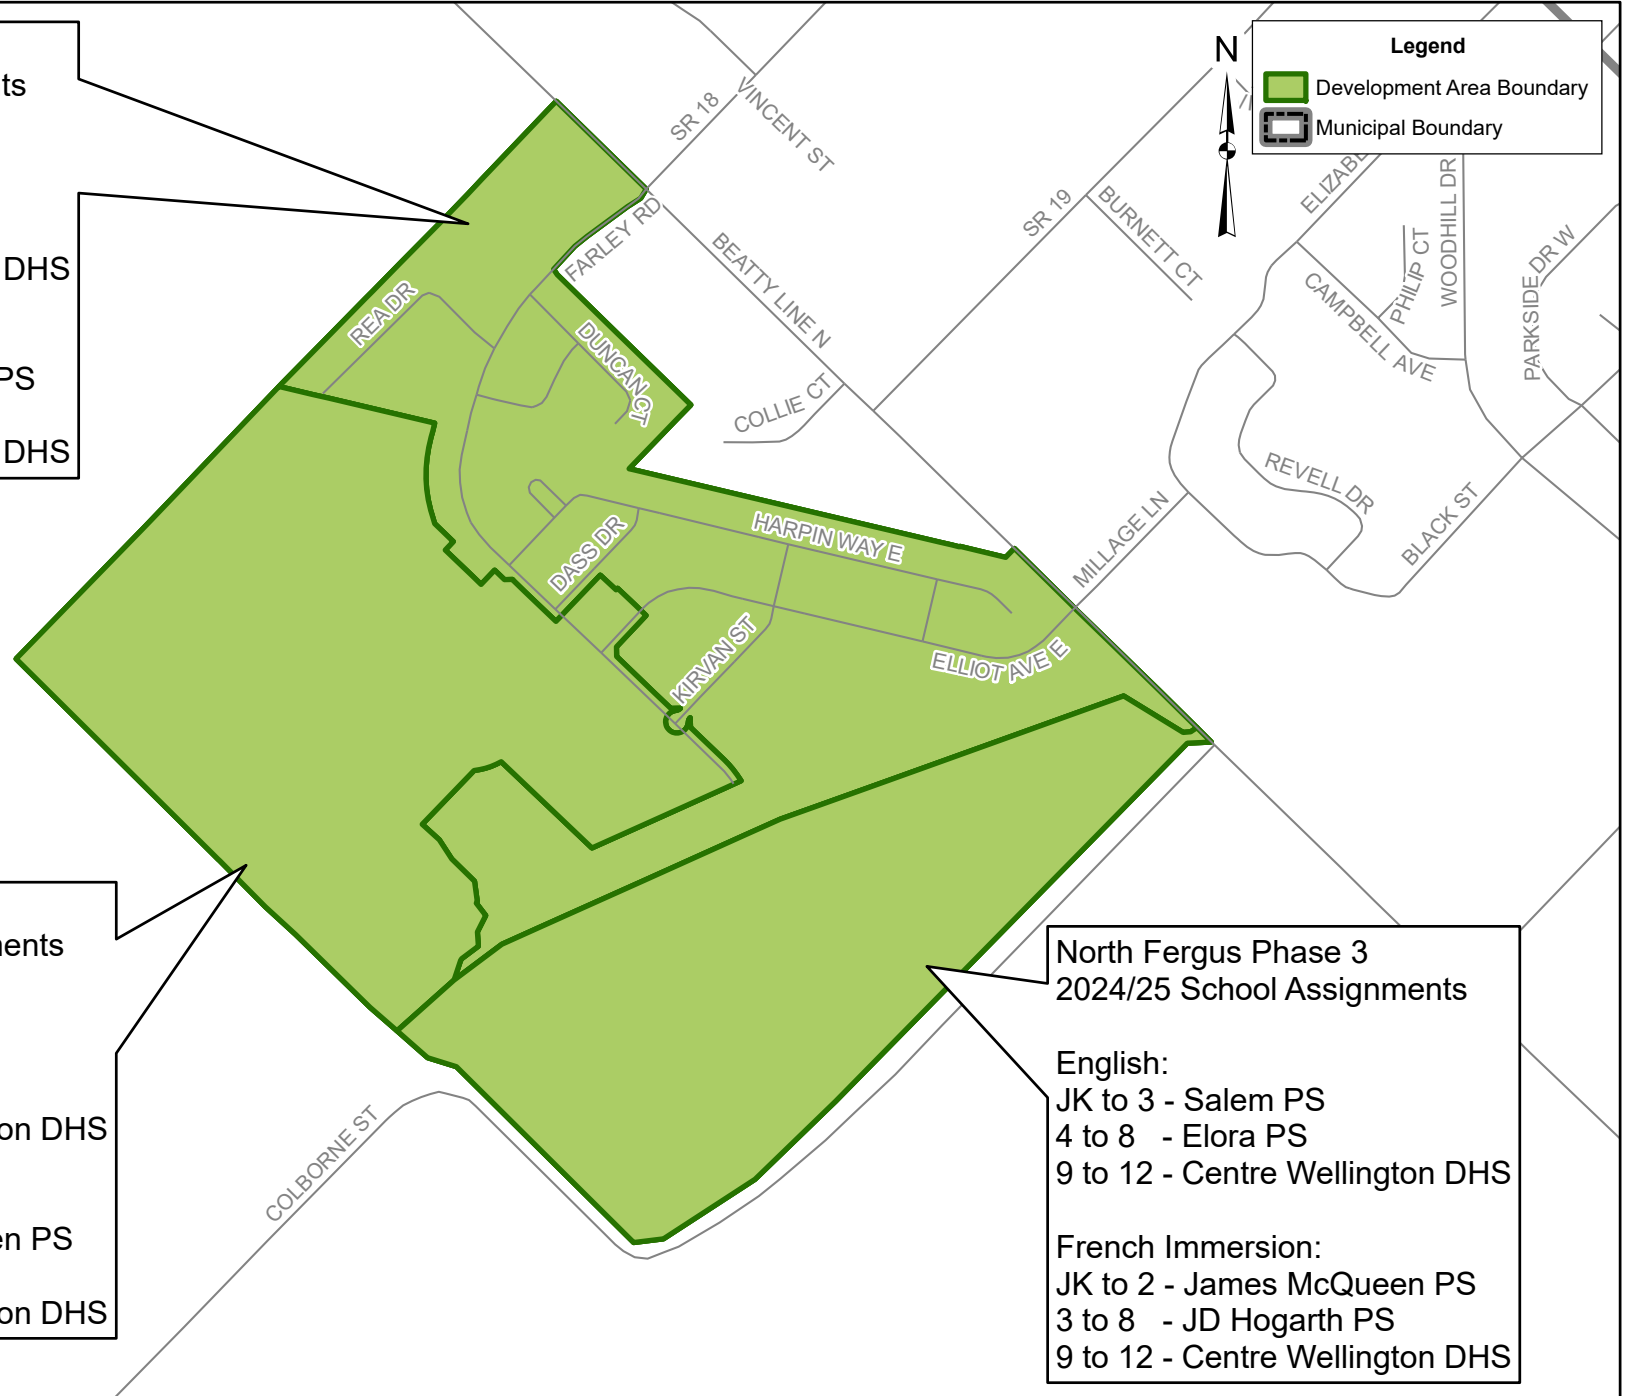 ts
DHS
PS
DHS
N
Legend
Development Area Boundary
Municipal Boundary
VINCENT ST
SR 18
FARLEY RD
BEATTY LINE N
SR 19
BURNETT CT
PHILIP CT
WOODHILL DR
CAMPBELL AVE
PARKSIDE DR W
REA DR
DUNCAN CT
COLLIE CT
REVELL DR
BLACK ST
MILLAGE LN
HARPIN WAY E
DASS DR
KIRVAN ST
ELLIOT AVE E
ents
on DHS
en PS
on DHS
COLBORNE ST
North Fergus Phase 3
2024/25 School Assignments
English:
JK to 3 - Salem PS
4 to 8 - Elora PS
9 to 12 - Centre Wellington DHS
French Immersion:
JK to 2 - James McQueen PS
3 to 8 - JD Hogarth PS
9 to 12 - Centre Wellington DHS